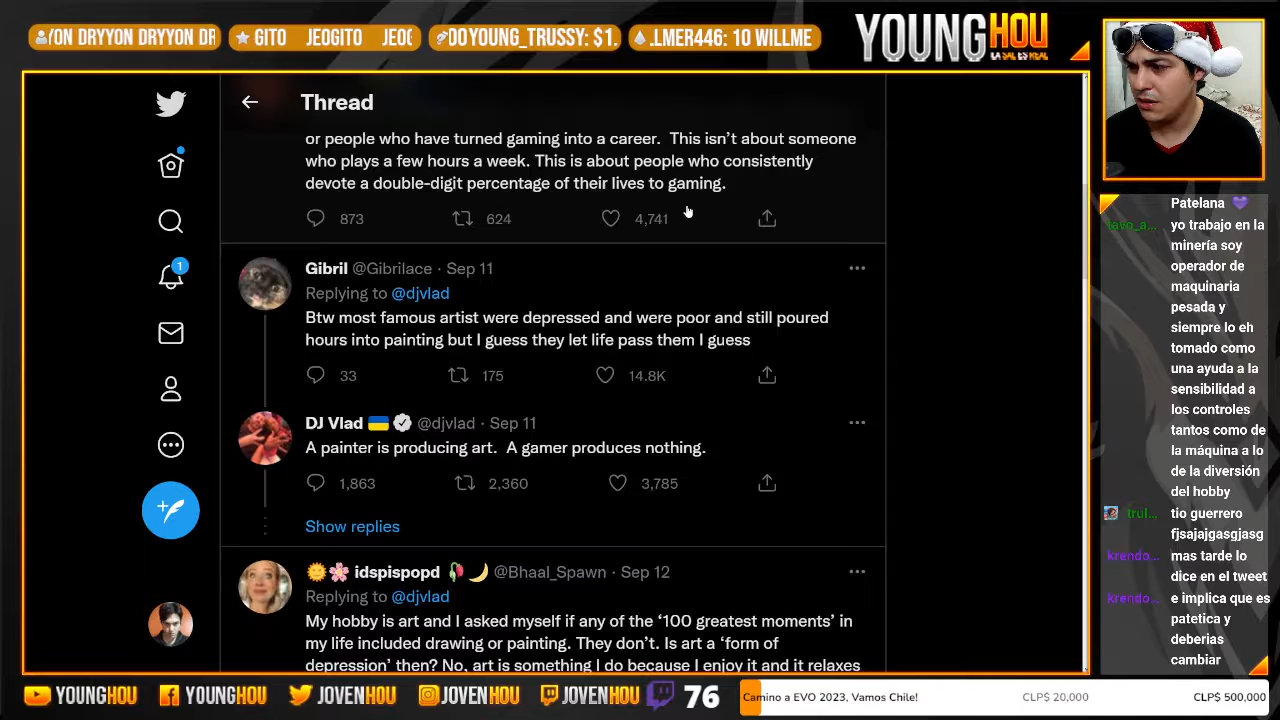 /ON DRYYON DRYYON DR
GITO JEOGITO JEOG
DOYOUNG_TRUSSY: $1.
.LMER446: 10 WILLME
YOUNGHOU
LA SAL ES REAL
Thread
or people who have turned gaming into a career. This isn’t about someone
who plays a few hours a week. This is about people who consistently
devote a double-digit percentage of their lives to gaming.
873 624 4,741
Gibril @Gibrilace · Sep 11
Replying to @djvlad
Btw most famous artist were depressed and were poor and still poured
hours into painting but I guess they let life pass them I guess
33 175 14.8K
DJ Vlad 🇺🇦 @djvlad · Sep 11
A painter is producing art. A gamer produces nothing.
1,863 2,360 3,785
Show replies
🌞🌸 idspispopd 🥀🌙 @Bhaal_Spawn · Sep 12
Replying to @djvlad
My hobby is art and I asked myself if any of the ‘100 greatest moments’ in
my life included drawing or painting. They don’t. Is art a ‘form of
depression’ then? No, art is something I do because I enjoy it and it relaxes
1
Patelana 💜
yo trabajo en la
minería soy
operador de
maquinaria
pesada y
siempre lo eh
tomado como
una ayuda a la
sensibilidad a
los controles
tantos como de
la máquina a lo
de la diversión
del hobby
trul... tio guerrero
fjsajajgasgjasg
krendo... mas tarde lo
dice en el tweet
krendo... e implica que es
patetica y
deberias
cambiar
YOUNGHOU YOUNGHOU JOVENHOU JOVENHOU JOVENHOU 76
Camino a EVO 2023, Vamos Chile! CLP$ 20,000 CLP$ 500,000